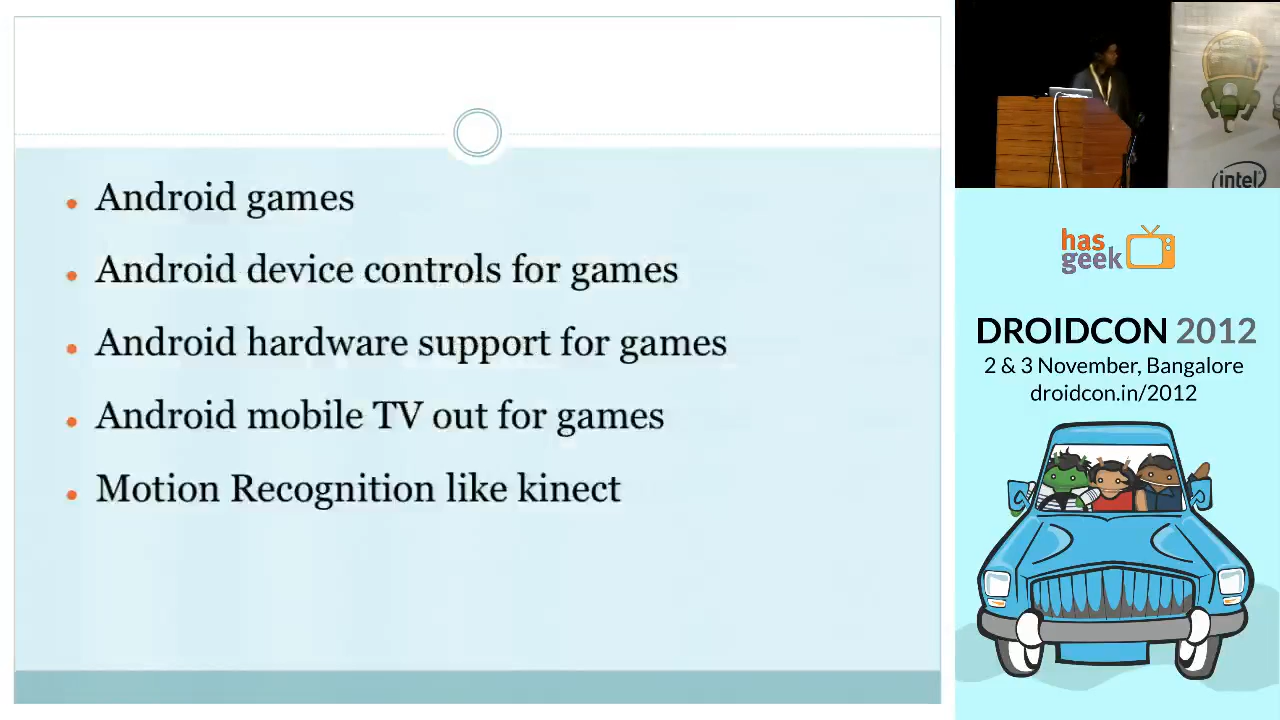 Android games
Android device controls for games
Android hardware support for games
Android mobile TV out for games
Motion Recognition like kinect
intel
has
geek
DROIDCON 2012
2 & 3 November, Bangalore
droidcon.in/2012